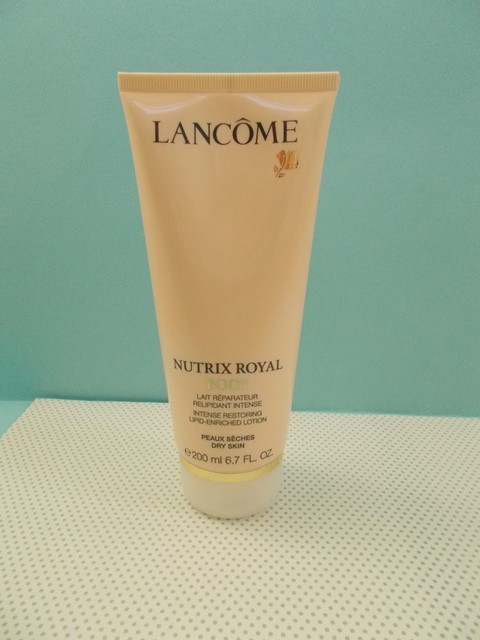 LANCÔME
NUTRIX ROYAL
BODY
LAIT RÉPARATEUR
RELIPIDANT INTENSE
INTENSE RESTORING
LIPID-ENRICHED LOTION
PEAUX SÈCHES
DRY SKIN
e 200 ml 6.7 FL. OZ.